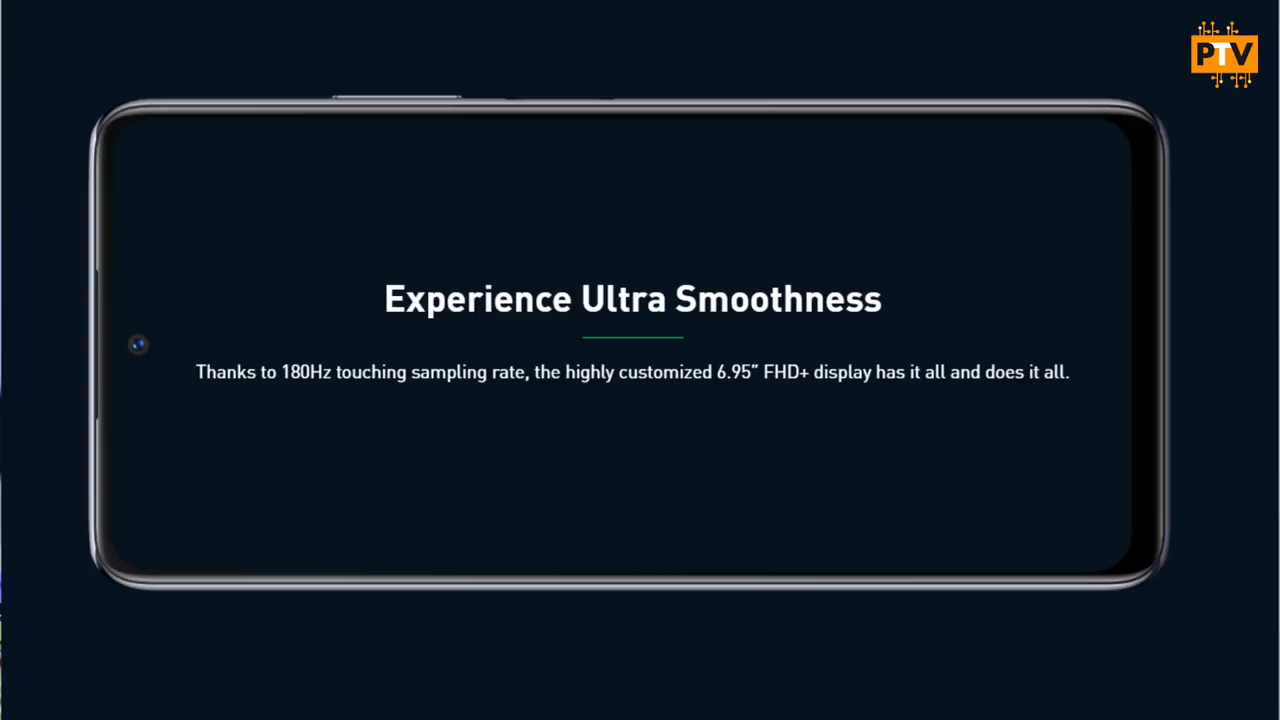 PTV
Experience Ultra Smoothness
Thanks to 180Hz touching sampling rate, the highly customized 6.95” FHD+ display has it all and does it all.